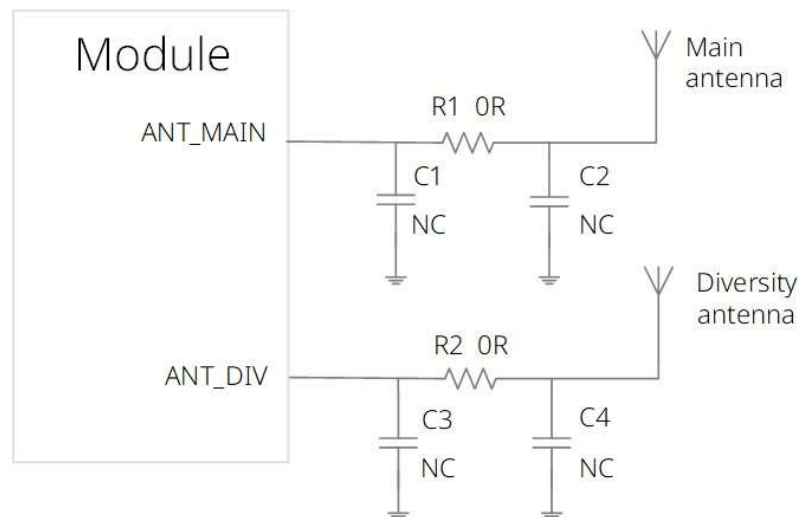 Module
Main
antenna
R1 0R
ANT_MAIN
C1
C2
NC
NC
Diversity
antenna
R2 0R
ANT_DIV
C3
C4
NC
NC